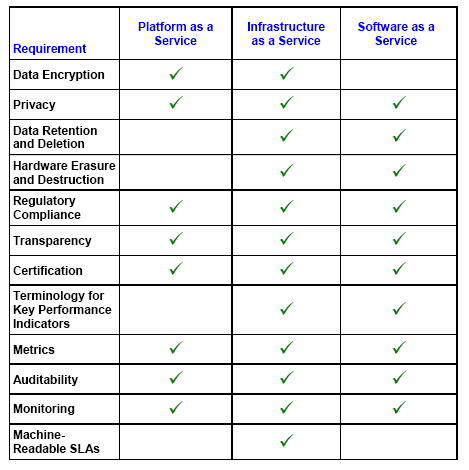 Requirement
Platform as a
Service
Infrastructure
as a Service
Software as a
Service
Data Encryption ✓ ✓
Privacy ✓ ✓ ✓
Data Retention
and Deletion ✓ ✓
Hardware Erasure
and Destruction ✓ ✓
Regulatory
Compliance ✓ ✓ ✓
Transparency ✓ ✓ ✓
Certification ✓ ✓ ✓
Terminology for
Key Performance
Indicators ✓ ✓
Metrics ✓ ✓ ✓
Auditability ✓ ✓ ✓
Monitoring ✓ ✓ ✓
Machine-
Readable SLAs ✓